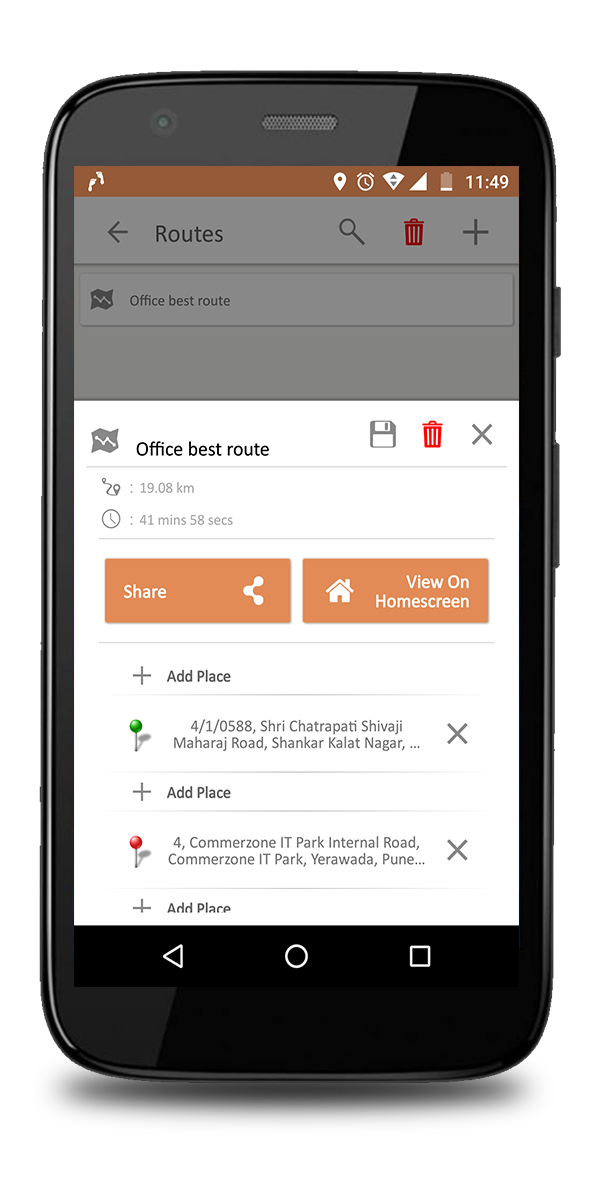 11:49
Routes
Office best route
Office best route
: 19.08 km
: 41 mins 58 secs
Share
View On
Homescreen
Add Place
4/1/0588, Shri Chatrapati Shivaji
Maharaj Road, Shankar Kalat Nagar, ...
Add Place
4, Commerzone IT Park Internal Road,
Commerzone IT Park, Yerawada, Pune...
Add Place